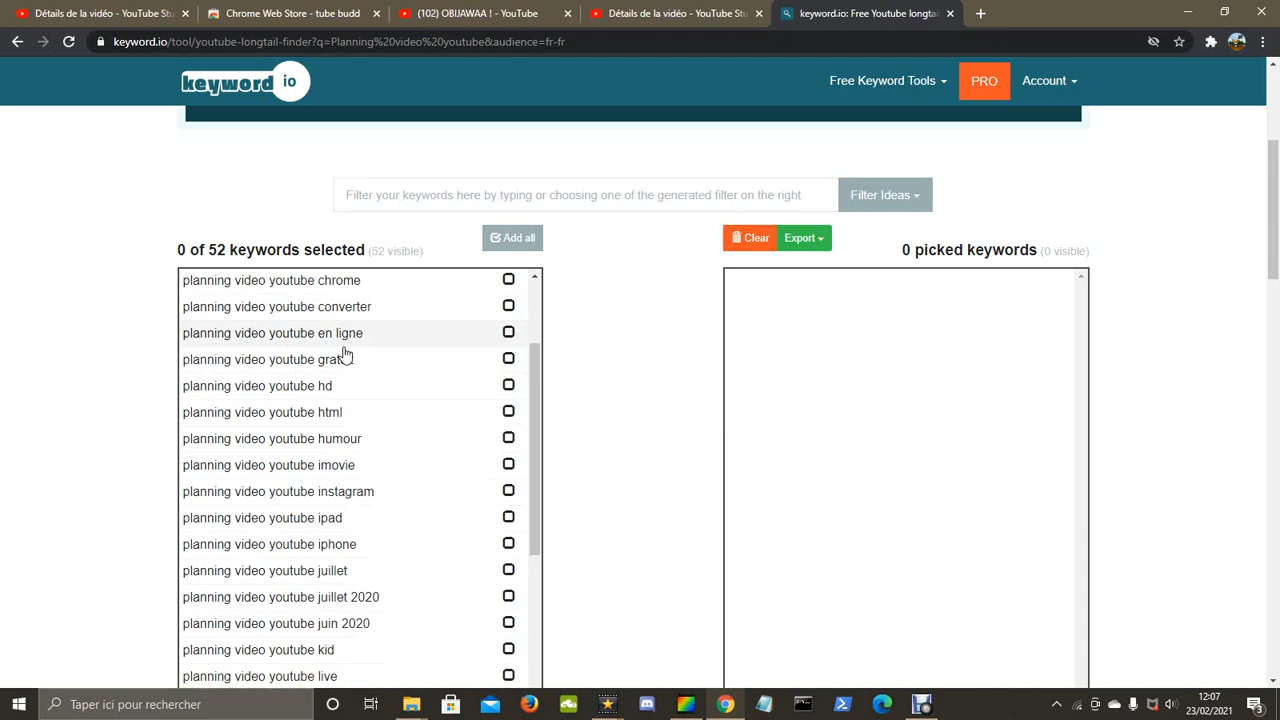 Détails de la vidéo - YouTube Stu
Chrome Web Store - tube budd
(102) OBIJAWAA ! - YouTube
Détails de la vidéo - YouTube Stu
keyword.io: Free Youtube longtail
keyword.io/tool/youtube-longtail-finder?q=Planning%20video%20youtube&audience=fr-fr
keyword io
Free Keyword Tools
PRO
Account
Filter your keywords here by typing or choosing one of the generated filter on the right
Filter Ideas
0 of 52 keywords selected (52 visible)
Add all
Clear
Export
0 picked keywords (0 visible)
planning video youtube chrome
planning video youtube converter
planning video youtube en ligne
planning video youtube
planning video youtube hd
planning video youtube html
planning video youtube humour
planning video youtube imovie
planning video youtube instagram
planning video youtube ipad
planning video youtube iphone
planning video youtube juillet
planning video youtube juillet 2020
planning video youtube juin 2020
planning video youtube kid
planning video youtube live
Taper ici pour rechercher
12:07
23/02/2021
3